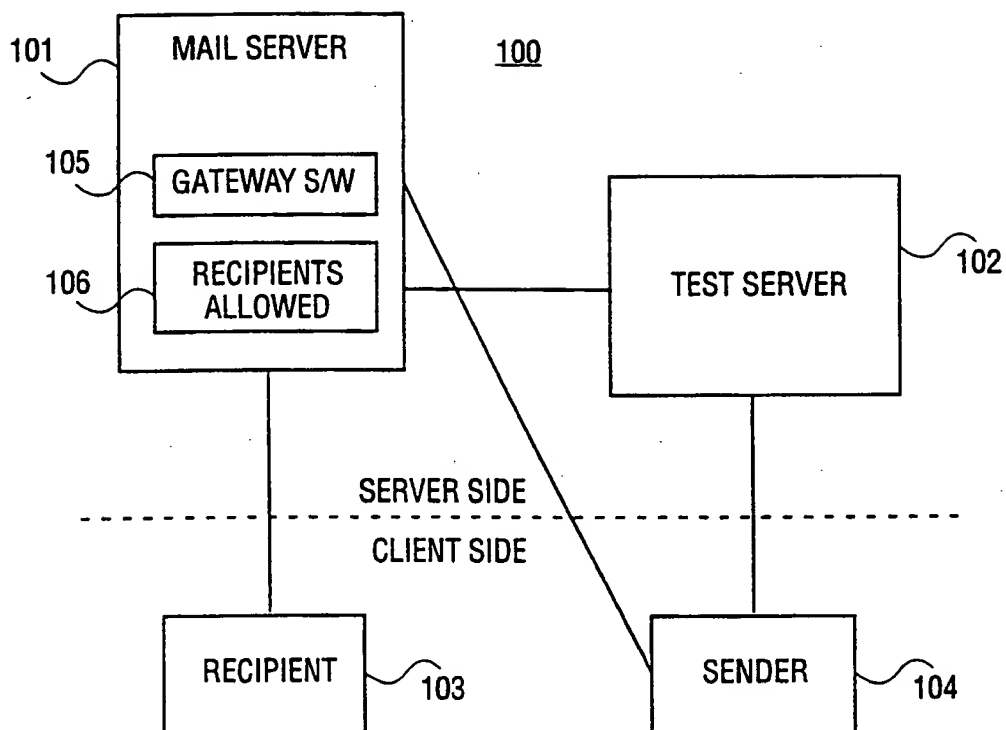 101
MAIL SERVER
100
105
GATEWAY S/W
106
RECIPIENTS
ALLOWED
TEST SERVER
102
SERVER SIDE
CLIENT SIDE
RECIPIENT
103
SENDER
104